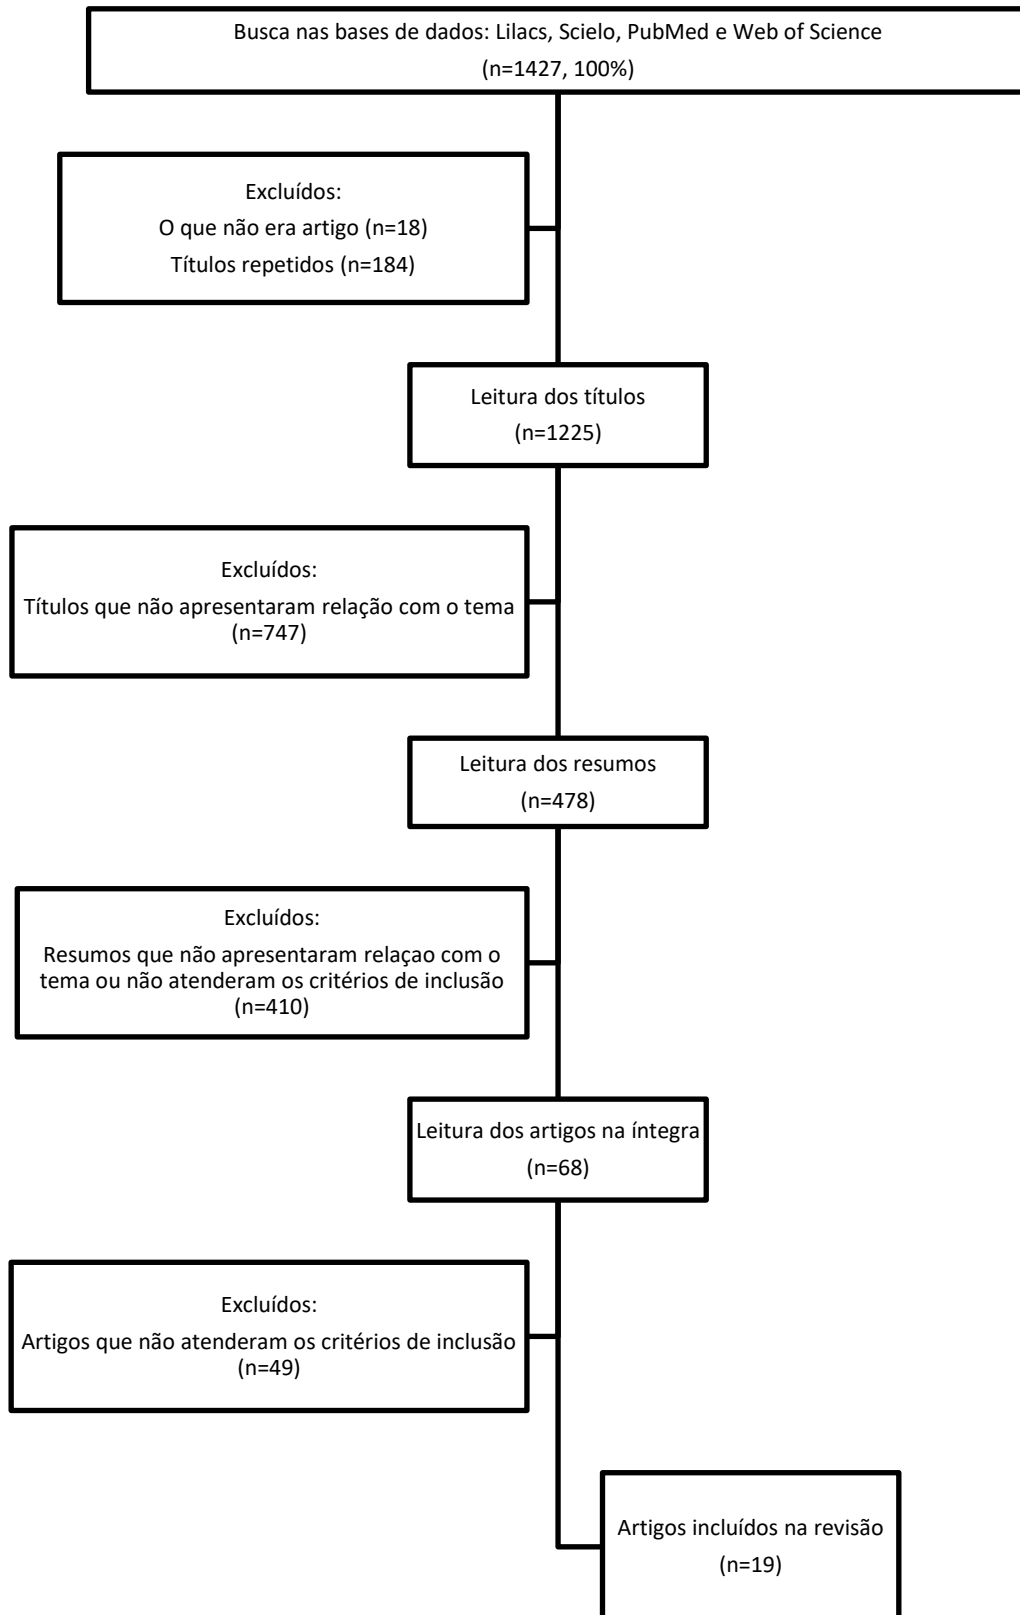 Busca nas bases de dados: Lilacs, Scielo, PubMed e Web of Science
(n=1427, 100%)
Excluídos:
O que não era artigo (n=18)
Títulos repetidos (n=184)
Leitura dos títulos
(n=1225)
Excluídos:
Títulos que não apresentaram relação com o tema
(n=747)
Leitura dos resumos
(n=478)
Excluídos:
Resumos que não apresentaram relaçao com o
tema ou não atenderam os critérios de inclusão
(n=410)
Leitura dos artigos na íntegra
(n=68)
Excluídos:
Artigos que não atenderam os critérios de inclusão
(n=49)
Artigos incluídos na revisão
(n=19)